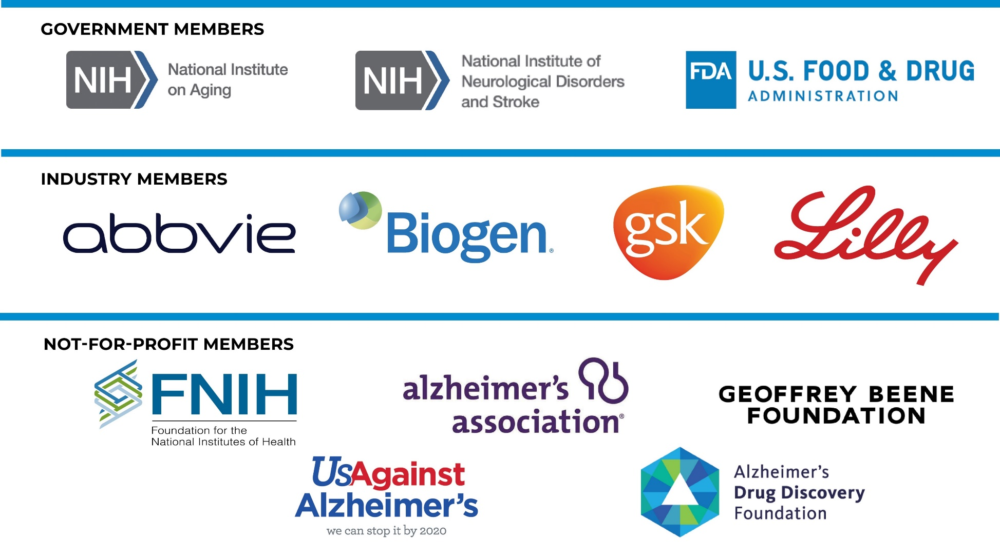 GOVERNMENT MEMBERS
NIH
National Institute
on Aging
NIH
National Institute of
Neurological Disorders
and Stroke
FDA
U.S. FOOD & DRUG
ADMINISTRATION
INDUSTRY MEMBERS
abbvie
Biogen®
gsk
Lilly
NOT-FOR-PROFIT MEMBERS
FNIH
Foundation for the
National Institutes of Health
alzheimer's
association®
GEOFFREY BEENE
FOUNDATION
UsAgainst
Alzheimer's
we can stop it by 2020
Alzheimer's
Drug Discovery
Foundation